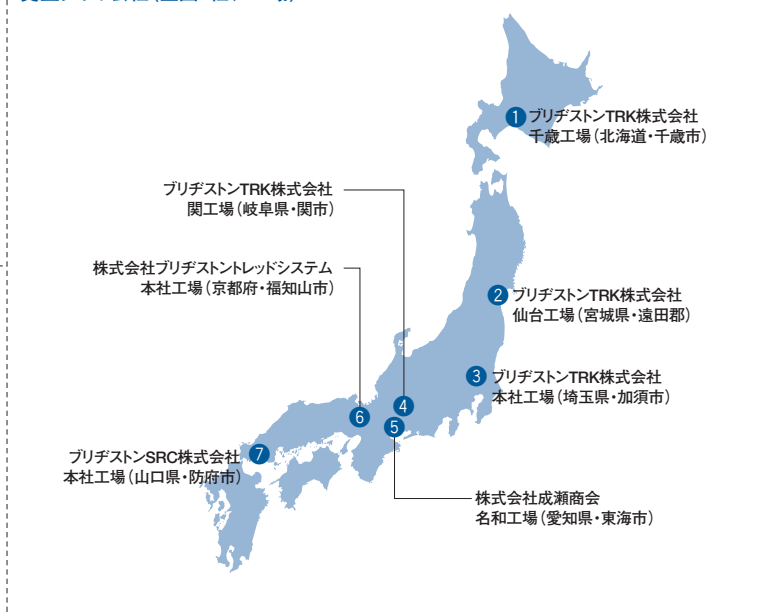 1 ブリヂストンTRK株式会社
千歳工場(北海道・千歳市)
ブリヂストンTRK株式会社
関工場(岐阜県・関市)
株式会社ブリヂストントレッドシステム
本社工場(京都府・福知山市)
2 ブリヂストンTRK株式会社
仙台工場(宮城県・遠田郡)
3 ブリヂストンTRK株式会社
本社工場(埼玉県・加須市)
4
6
5
ブリヂストンSRC株式会社 7
本社工場(山口県・防府市)
株式会社成瀬商会
名和工場(愛知県・東海市)